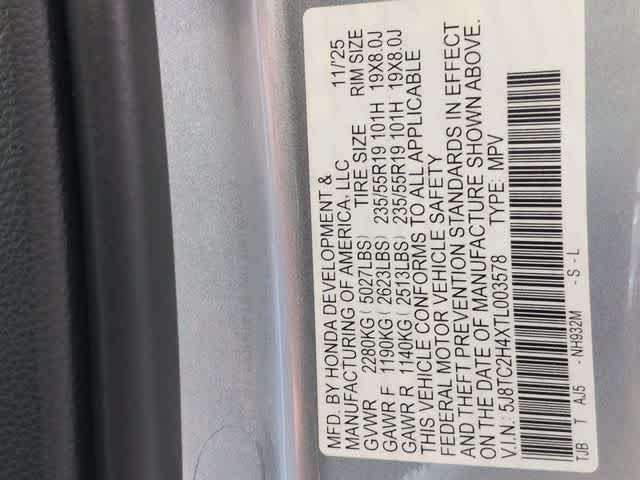 MFD. BY HONDA DEVELOPMENT &
MANUFACTURING OF AMERICA, LLC 11/'25
GVWR 2280KG ( 5027LBS) TIRE SIZE RIM SIZE
GAWR F 1190KG ( 2623LBS) 235/55R19 101H 19X8.0J
GAWR R 1140KG ( 2513LBS) 235/55R19 101H 19X8.0J
THIS VEHICLE CONFORMS TO ALL APPLICABLE
FEDERAL MOTOR VEHICLE SAFETY
AND THEFT PREVENTION STANDARDS IN EFFECT
ON THE DATE OF MANUFACTURE SHOWN ABOVE.
V.I.N: 5J8TC2H4XTL003578 TYPE: MPV
TJB T AJ5 - NH932M - S - L